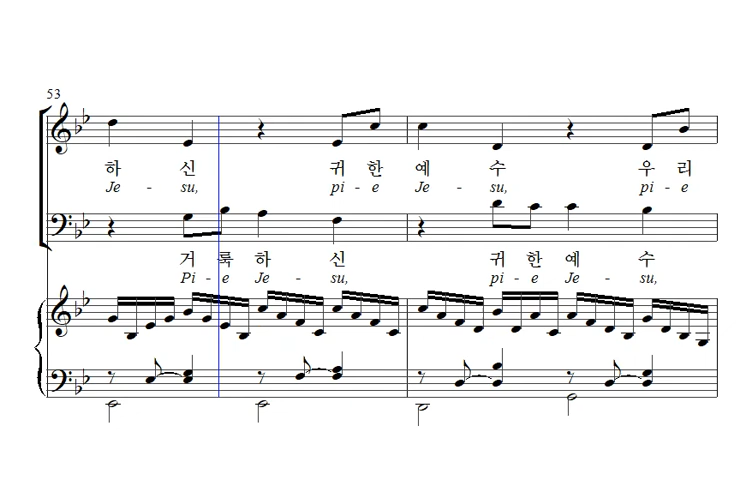 53
하 신 귀 한 예 수 우 리
Je - su, pi - e Je - su, pi - e
거 룩 하 신 귀 한 예 수
Pi - e Je - su, pi - e Je - su,